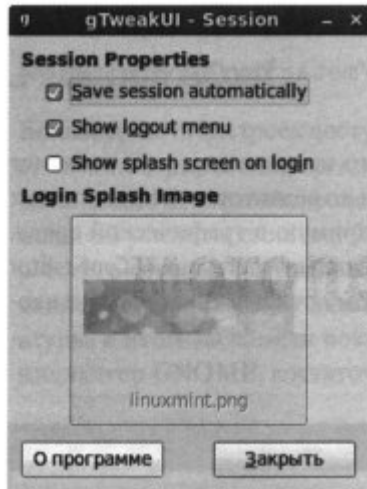 gTweakUI - Session
Session Properties
Save session automatically
Show logout menu
Show splash screen on login
Login Splash Image
linuxmint.png
О программе
Закрыть